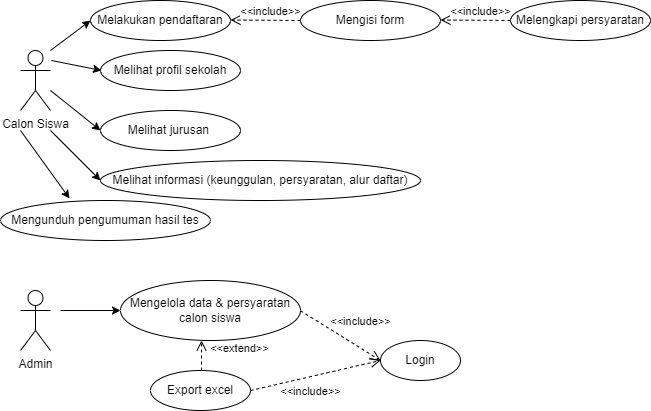 Melakukan pendaftaran
<<include>>
Mengisi form
<<include>>
Melengkapi persyaratan
Melihat profil sekolah
Calon Siswa
Melihat jurusan
Melihat informasi (keunggulan, persyaratan, alur daftar)
Mengunduh pengumuman hasil tes
Mengelola data & persyaratan
calon siswa
<<include>>
<<extend>>
Admin
Login
Export excel
<<include>>